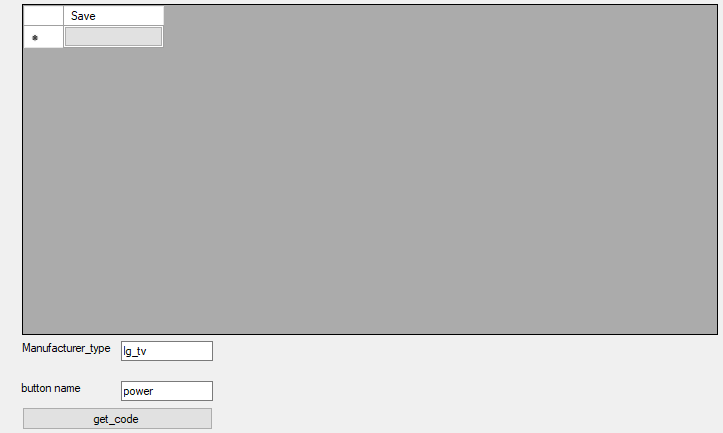 Save
*
Manufacturer_type lg_tv
button name power
get_code